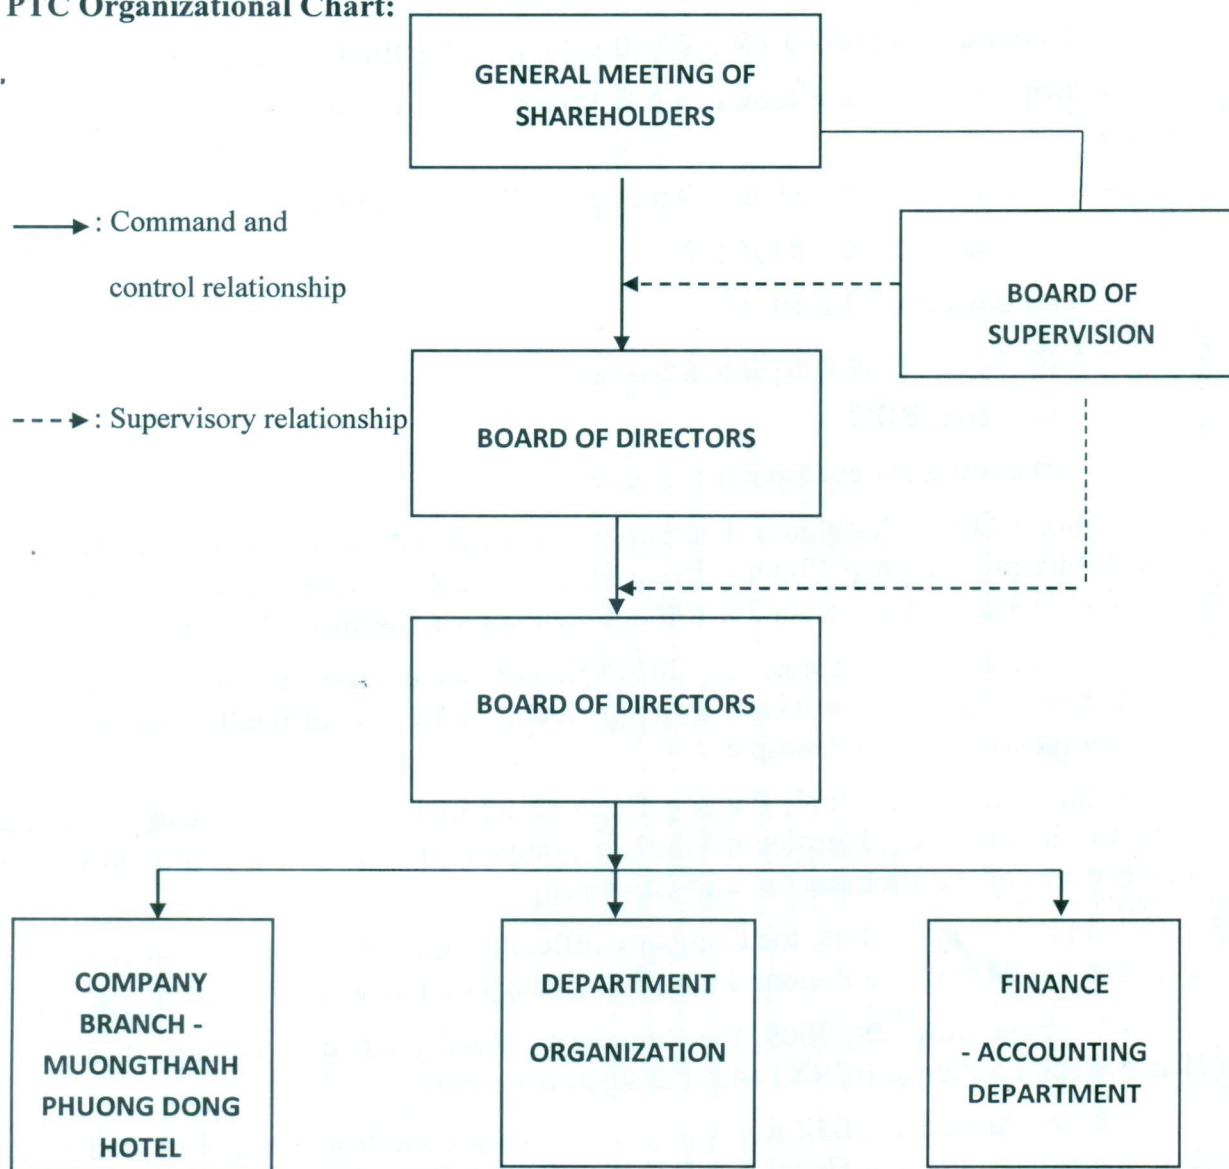 PTC Organizational Chart:
GENERAL MEETING OF
SHAREHOLDERS
: Command and
control relationship
BOARD OF
SUPERVISION
: Supervisory relationship
BOARD OF DIRECTORS
BOARD OF DIRECTORS
COMPANY
BRANCH -
MUONGTHANH
PHUONG DONG
HOTEL
DEPARTMENT
ORGANIZATION
FINANCE
- ACCOUNTING
DEPARTMENT